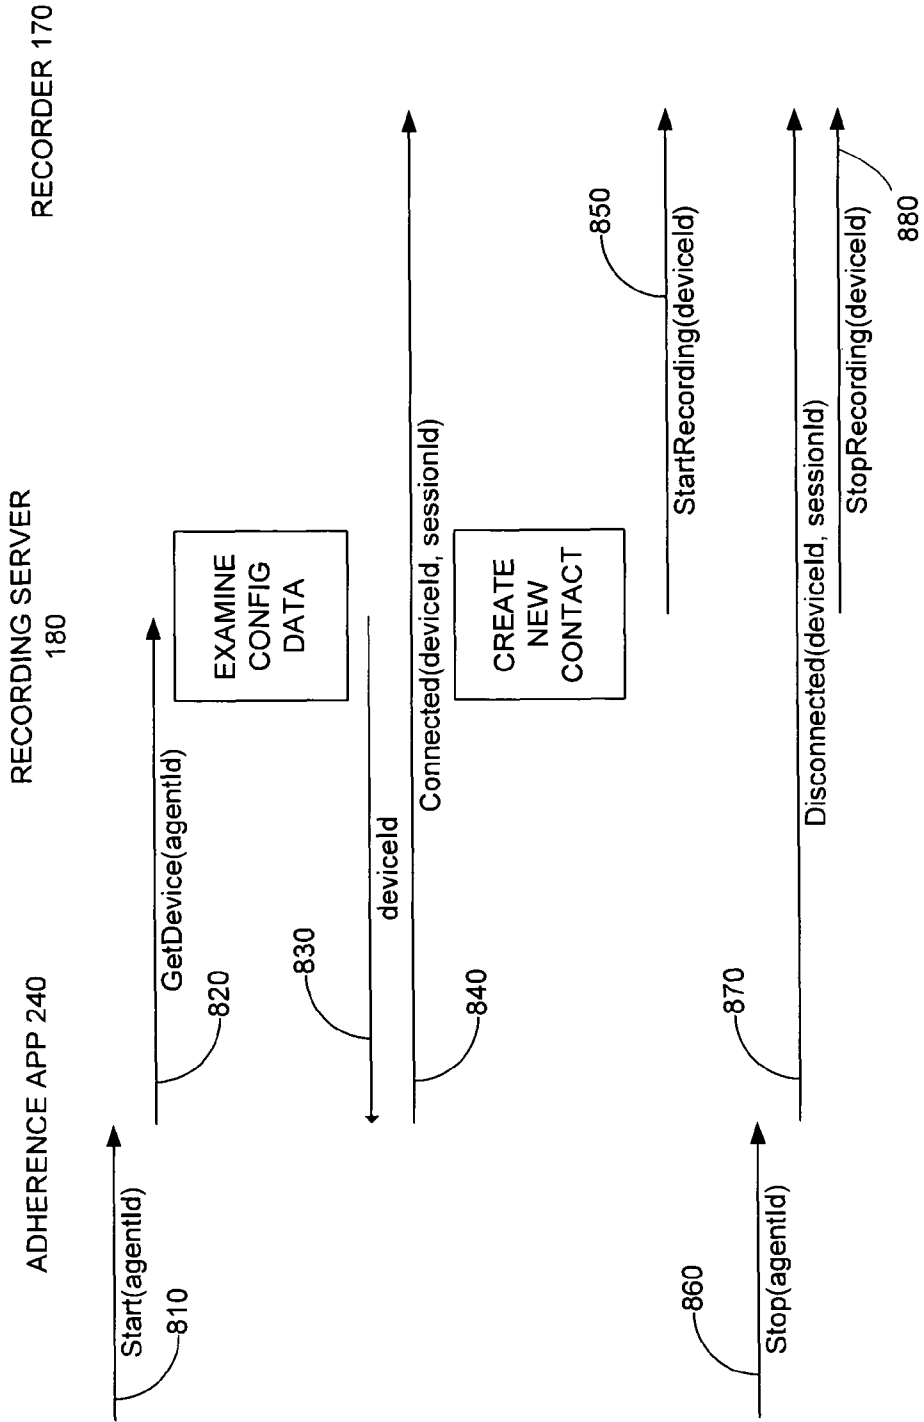 ADHERENCE APP 240
RECORDING SERVER
180
RECORDER 170
Start(agentId)
810
GetDevice(agentId)
820
EXAMINE
CONFIG
DATA
830
deviceId
Connected(deviceId, sessionId)
840
CREATE
NEW
CONTACT
850
StartRecording(deviceId)
860
Stop(agentId)
870
Disconnected(deviceId, sessionId)
StopRecording(deviceId)
880